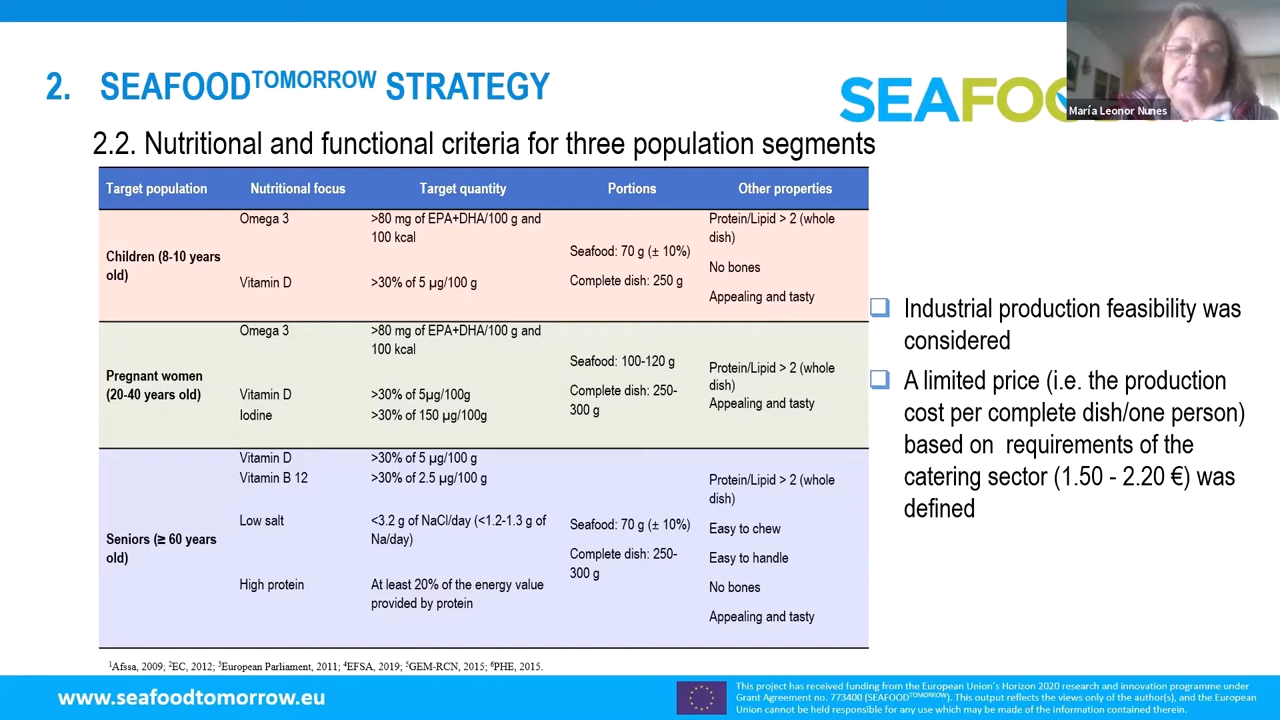 María Leonor Nunes
SEAFOO
2. SEAFOODTOMORROW STRATEGY
2.2. Nutritional and functional criteria for three population segments
Target population Nutritional focus Target quantity Portions Other properties
Children (8-10 years
old)
Omega 3
>80 mg of EPA+DHA/100 g and
100 kcal
Vitamin D
>30% of 5 µg/100 g
Seafood: 70 g (± 10%)
Complete dish: 250 g
Protein/Lipid > 2 (whole
dish)
No bones
Appealing and tasty
Pregnant women
(20-40 years old)
Omega 3
>80 mg of EPA+DHA/100 g and
100 kcal
Vitamin D
>30% of 5µg/100g
Iodine
>30% of 150 µg/100g
Seafood: 100-120 g
Complete dish: 250-
300 g
Protein/Lipid > 2 (whole
dish)
Appealing and tasty
Seniors (≥ 60 years
old)
Vitamin D
>30% of 5 µg/100 g
Vitamin B 12
>30% of 2.5 µg/100 g
Low salt
<3.2 g of NaCl/day (<1.2-1.3 g of
Na/day)
High protein
At least 20% of the energy value
provided by protein
Seafood: 70 g (± 10%)
Complete dish: 250-
300 g
Protein/Lipid > 2 (whole
dish)
Easy to chew
Easy to handle
No bones
Appealing and tasty
Industrial production feasibility was
considered
A limited price (i.e. the production
cost per complete dish/one person)
based on requirements of the
catering sector (1.50 - 2.20 €) was
defined
1Afssa, 2009; 2EC, 2012; 3European Parliament, 2011; 4EFSA, 2019; 5GEM-RCN, 2015; 6PHE, 2015.
www.seafoodtomorrow.eu
This project has received funding from the European Union's Horizon 2020 research and innovation programme under
Grant Agreement no. 773400 (SEAFOODTOMORROW). This output reflects the views only of the author(s), and the European
Union cannot be held responsible for any use which may be made of the information contained therein.